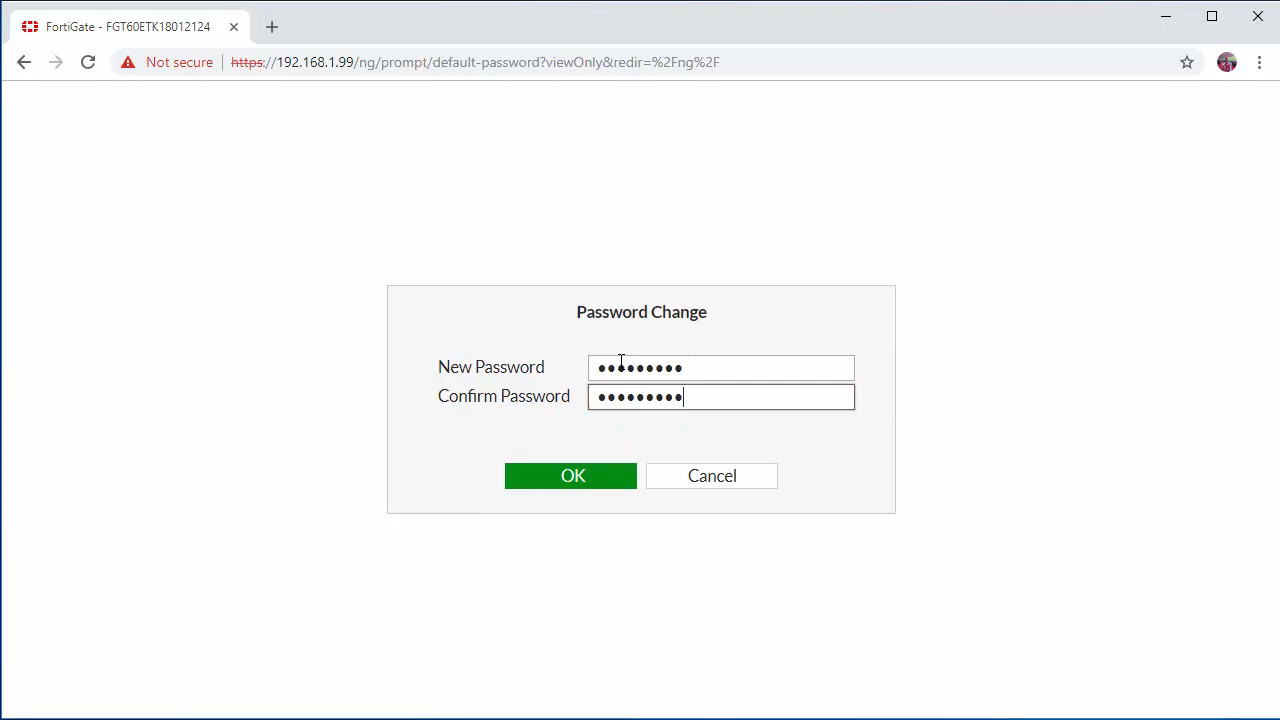 FortiGate - FGT60ETK18012124
Not secure | https://192.168.1.99/ng/prompt/default-password?viewOnly&redir=%2Fng%2F
Password Change
New Password •••••••••
Confirm Password •••••••••
OK Cancel